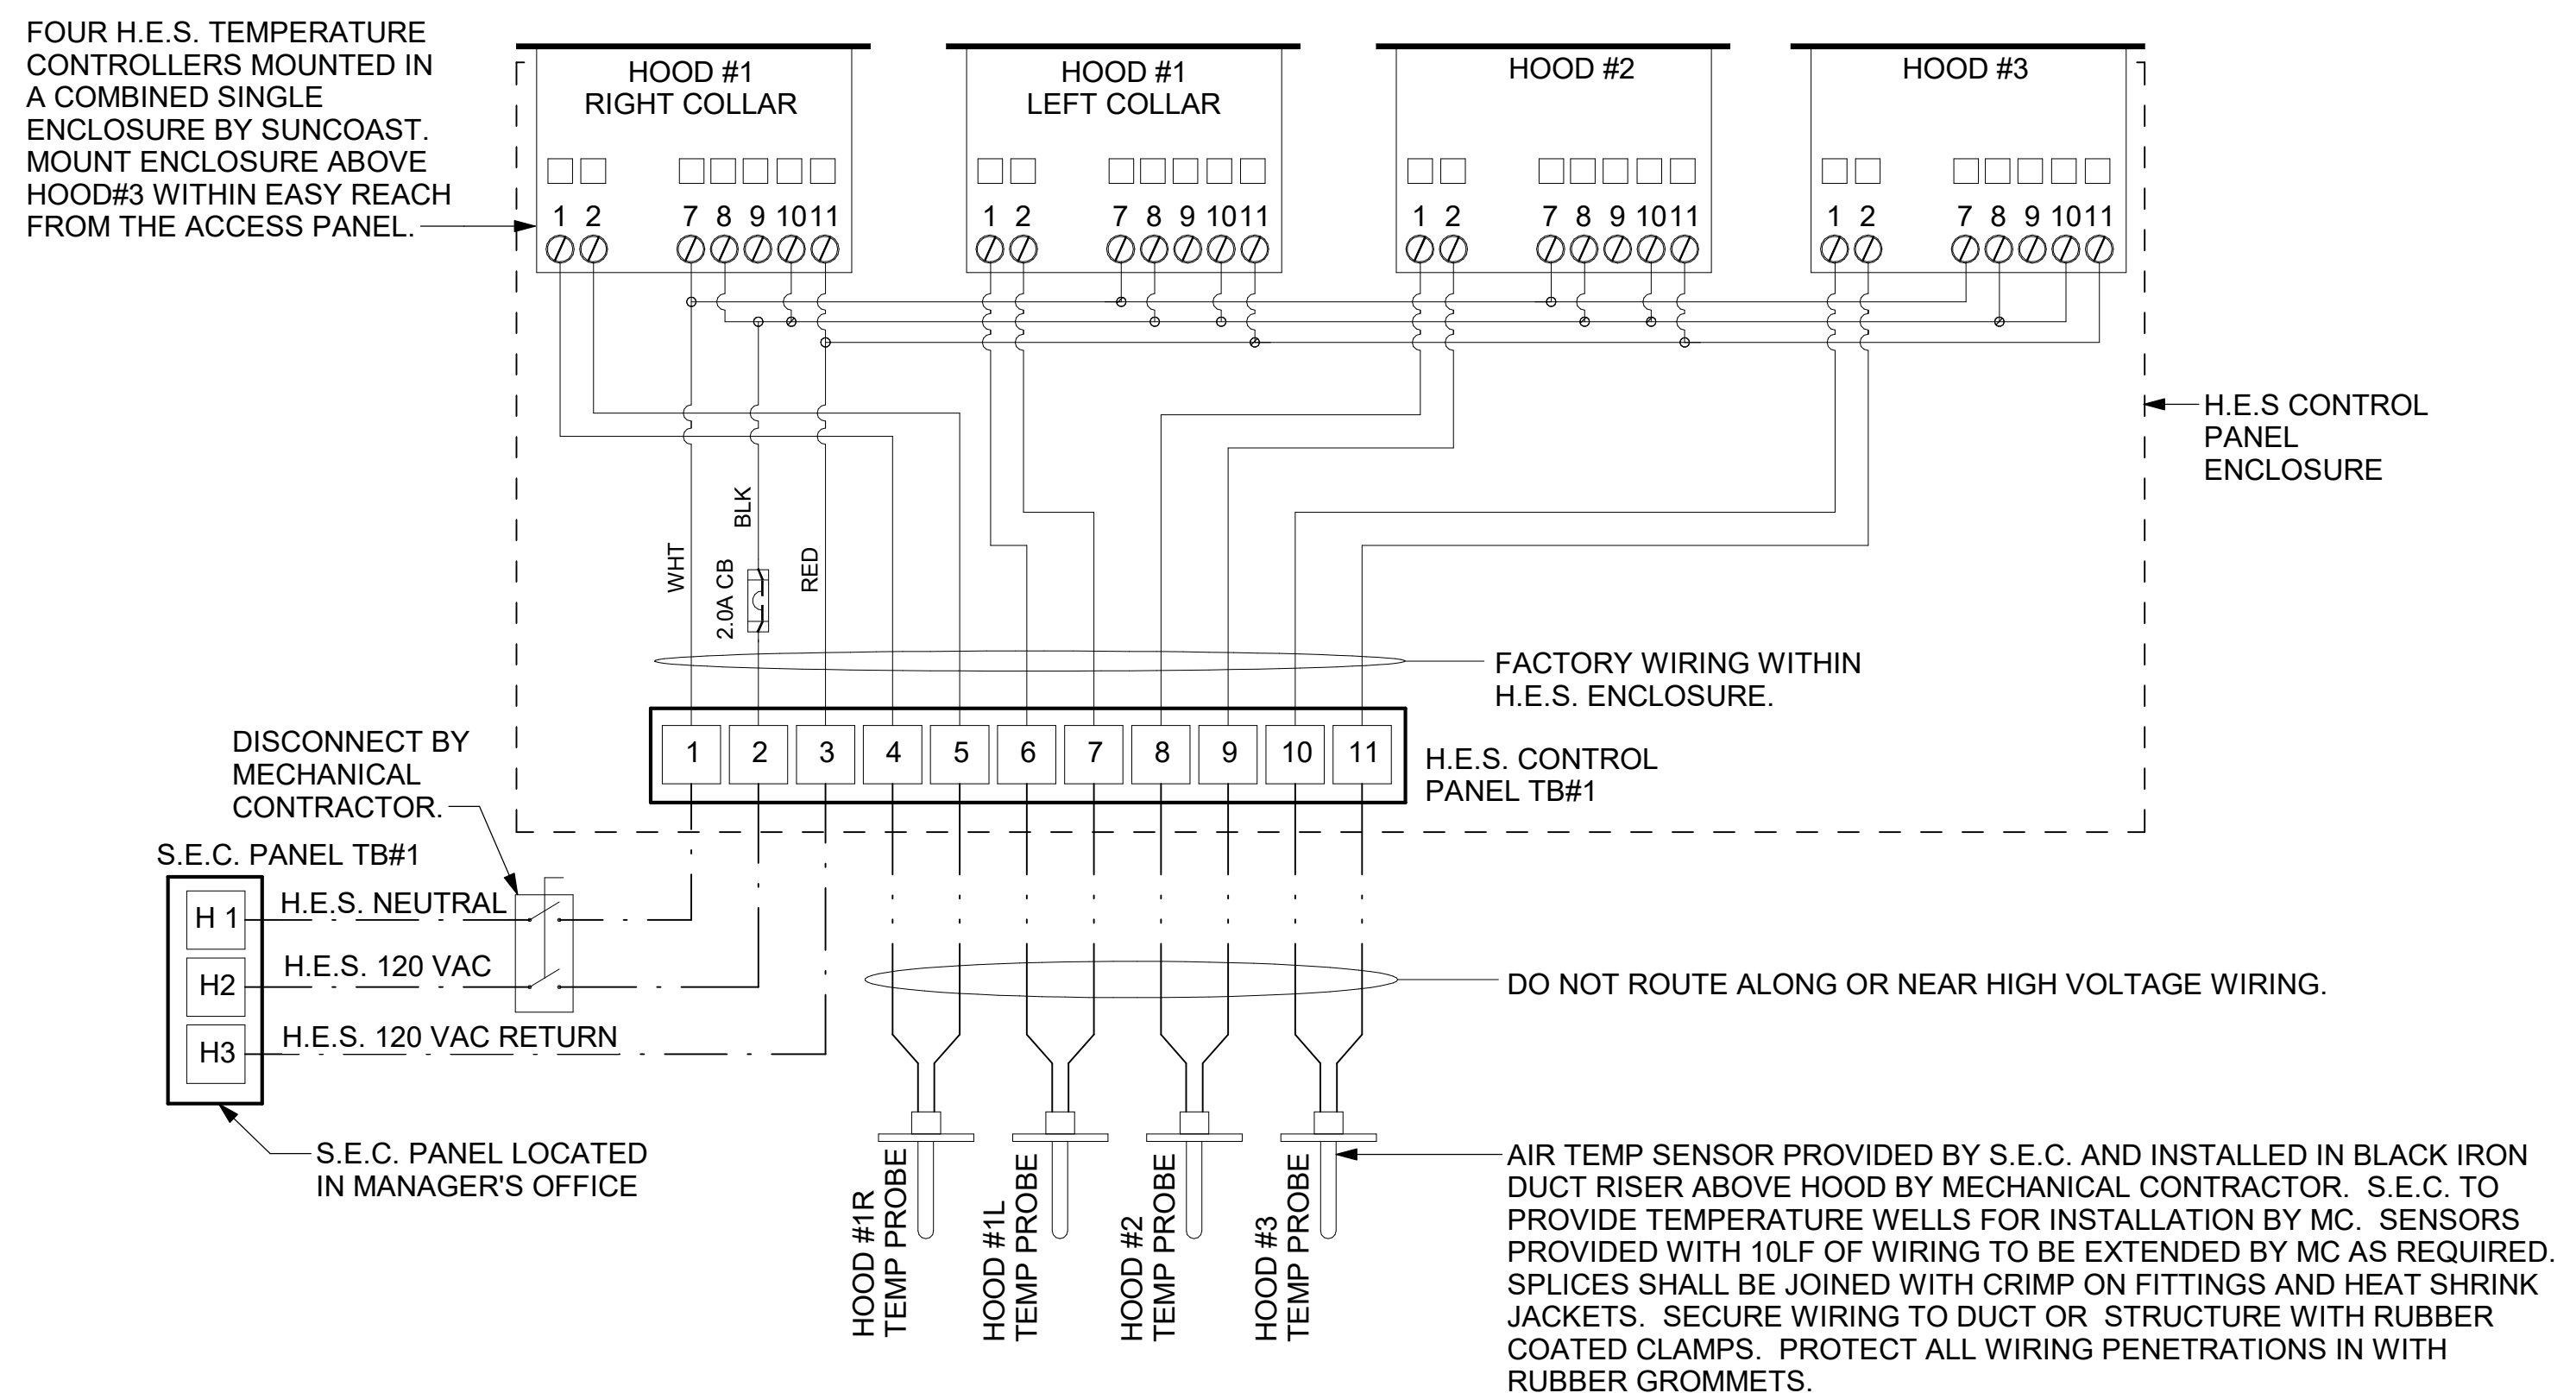 FOUR H.E.S. TEMPERATURE
CONTROLLERS MOUNTED IN
A COMBINED SINGLE
ENCLOSURE BY SUNCOAST.
MOUNT ENCLOSURE ABOVE
HOOD#3 WITHIN EASY REACH
FROM THE ACCESS PANEL.
HOOD #1
RIGHT COLLAR
1 2 7 8 9 10 11
HOOD #1
LEFT COLLAR
1 2 7 8 9 10 11
HOOD #2
1 2 7 8 9 10 11
HOOD #3
1 2 7 8 9 10 11
H.E.S CONTROL
PANEL
ENCLOSURE
WHT
BLK
2.0A CB
RED
FACTORY WIRING WITHIN
H.E.S. ENCLOSURE.
1 2 3 4 5 6 7 8 9 10 11
H.E.S. CONTROL
PANEL TB#1
DISCONNECT BY
MECHANICAL
CONTRACTOR.
S.E.C. PANEL TB#1
H 1
H.E.S. NEUTRAL
H2
H.E.S. 120 VAC
H3
H.E.S. 120 VAC RETURN
S.E.C. PANEL LOCATED
IN MANAGER'S OFFICE
DO NOT ROUTE ALONG OR NEAR HIGH VOLTAGE WIRING.
HOOD #1R
TEMP PROBE
HOOD #1L
TEMP PROBE
HOOD #2
TEMP PROBE
HOOD #3
TEMP PROBE
AIR TEMP SENSOR PROVIDED BY S.E.C. AND INSTALLED IN BLACK IRON
DUCT RISER ABOVE HOOD BY MECHANICAL CONTRACTOR.  S.E.C. TO
PROVIDE TEMPERATURE WELLS FOR INSTALLATION BY MC.  SENSORS
PROVIDED WITH 10LF OF WIRING TO BE EXTENDED BY MC AS REQUIRED.
SPLICES SHALL BE JOINED WITH CRIMP ON FITTINGS AND HEAT SHRINK
JACKETS.  SECURE WIRING TO DUCT OR  STRUCTURE WITH RUBBER
COATED CLAMPS.  PROTECT ALL WIRING PENETRATIONS IN WITH
RUBBER GROMMETS.